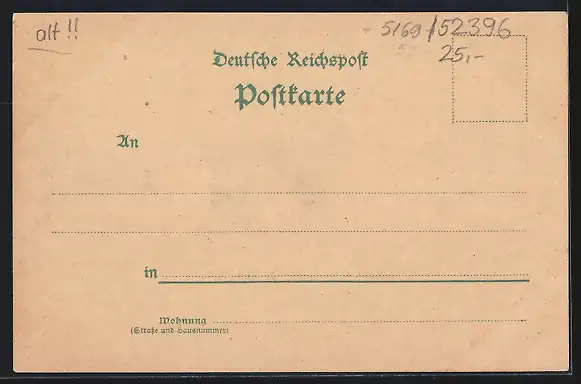 alt!!
- 5169 -/52396
25,-
Deutsche Reichspost
Postkarte
An
in
Wohnung
(Straße und Hausnummer)